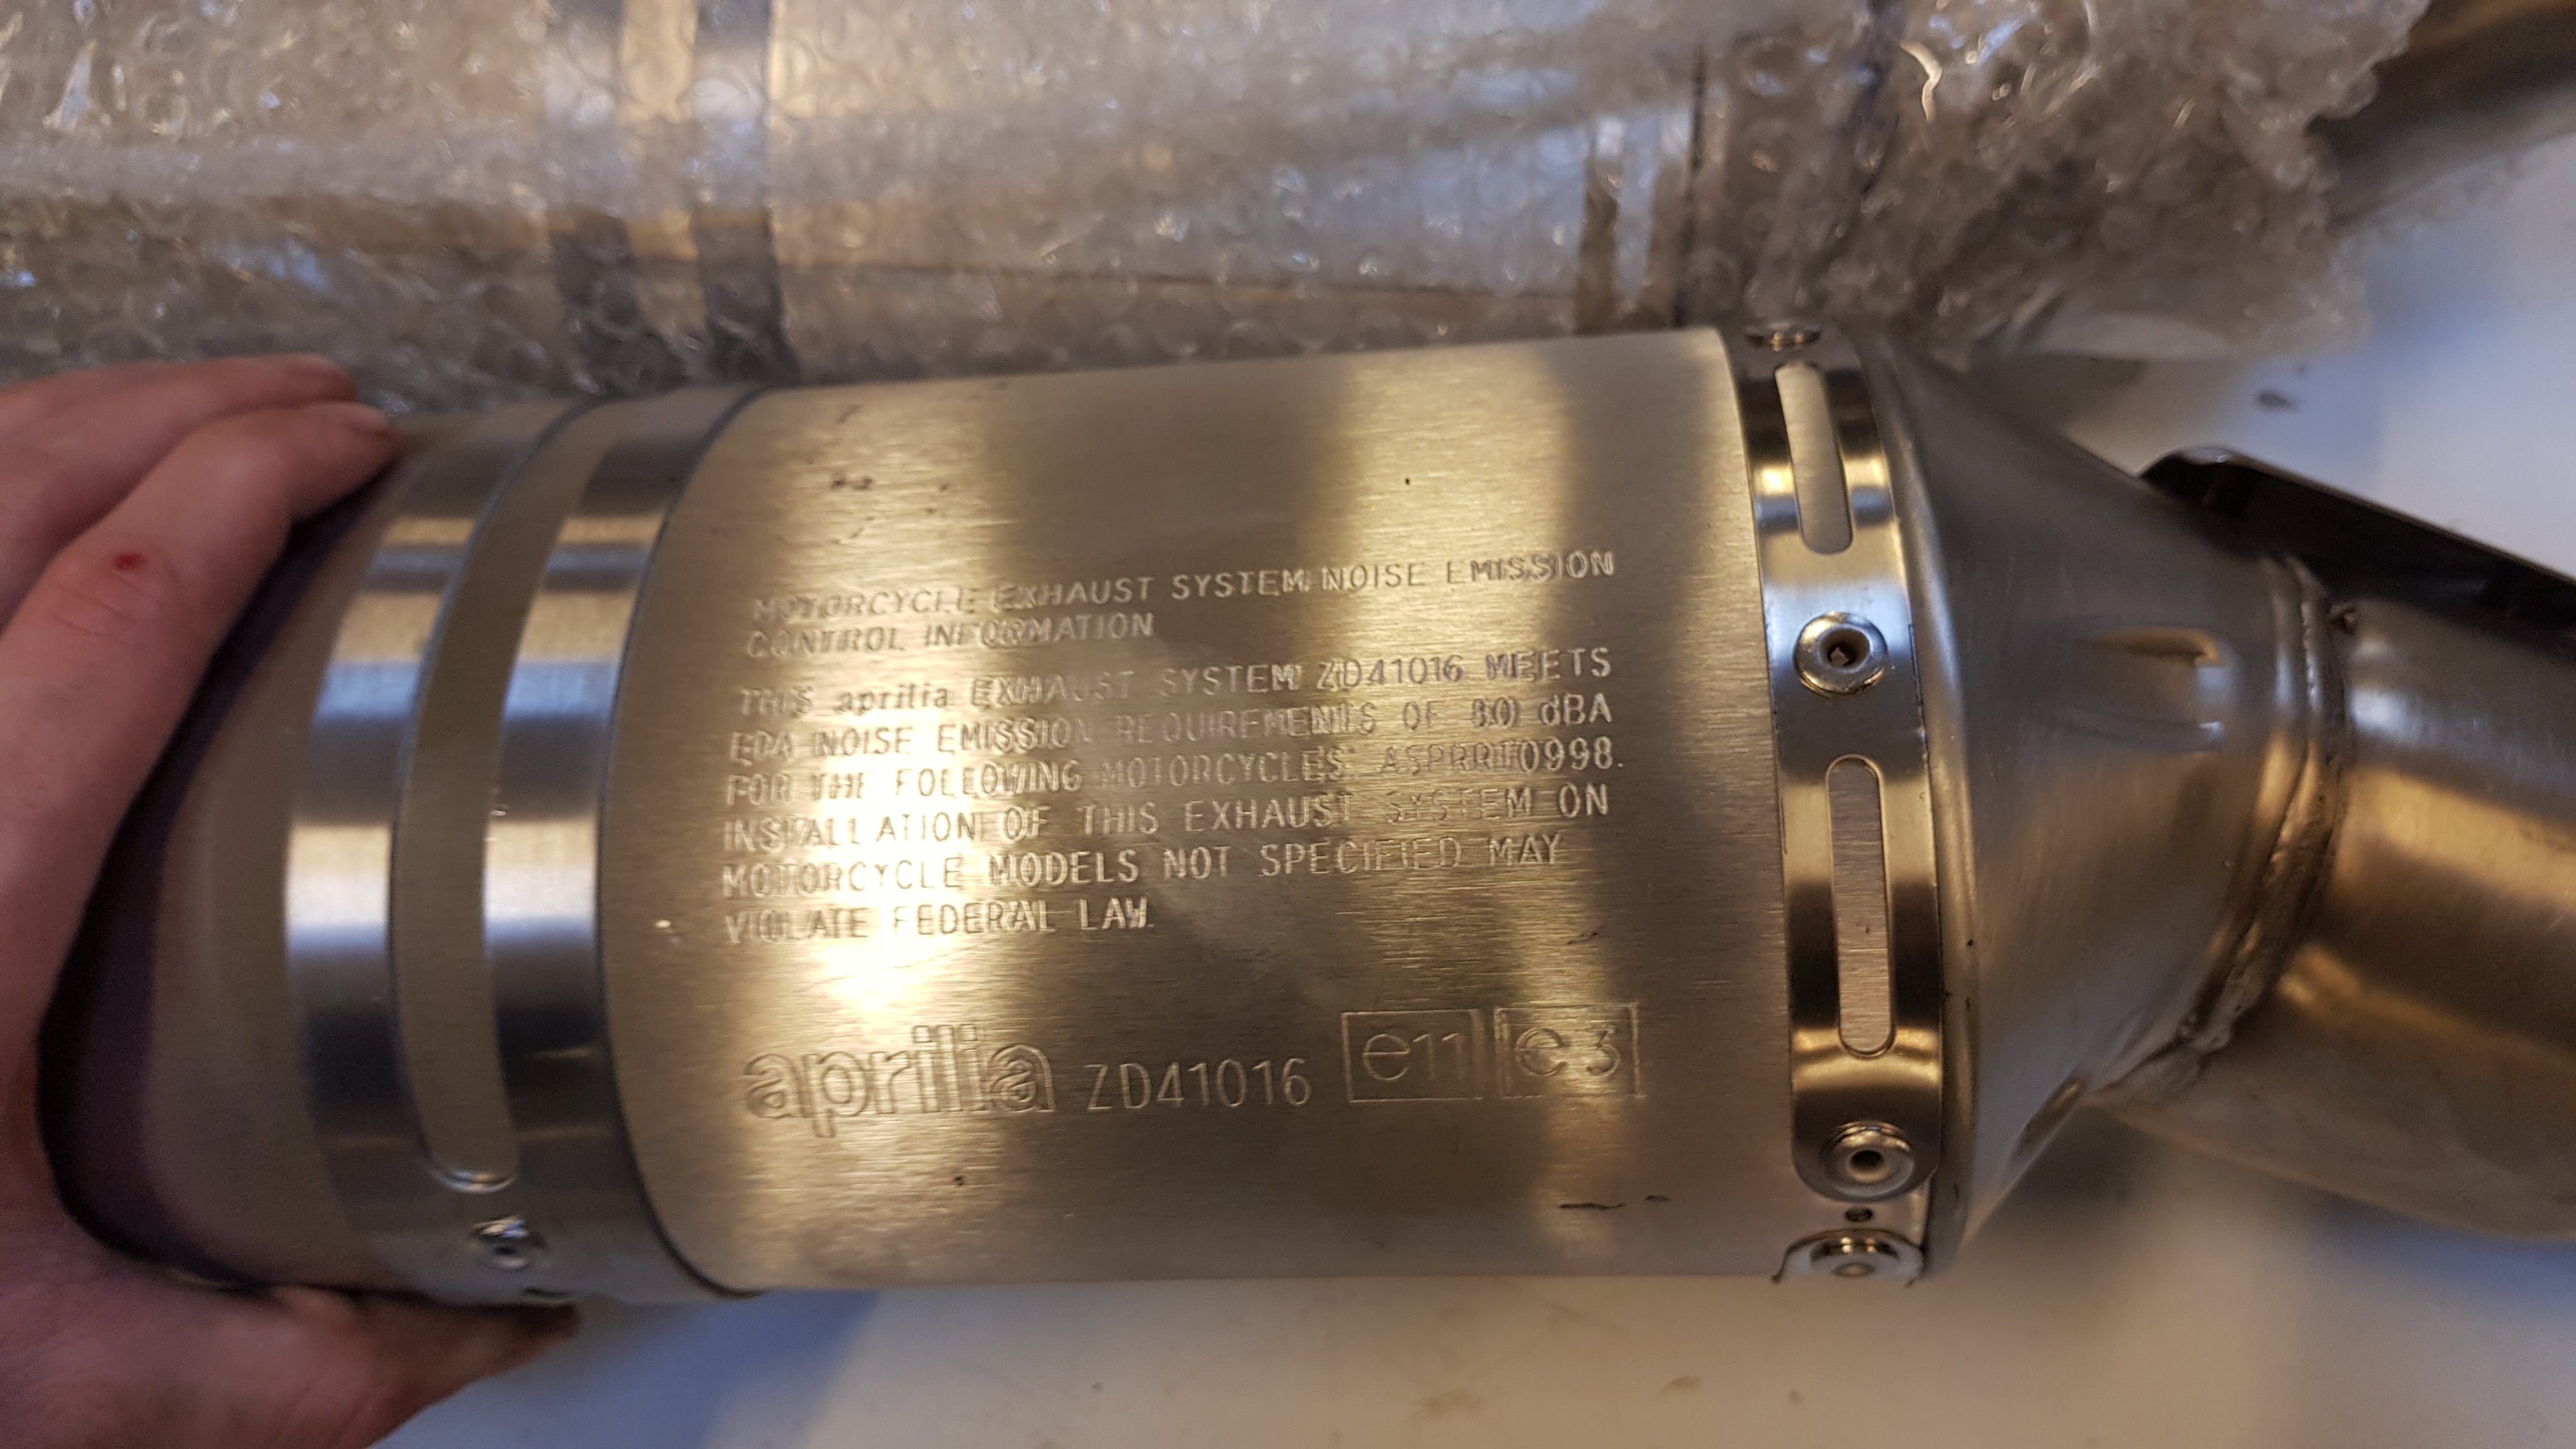 MOTORCYCLE EXHAUST SYSTEM NOISE EMISSION
CONTROL INFORMATION
THIS aprilia EXHAUST SYSTEM ZD41016 MEETS
EPA NOISE EMISSION REQUIREMENTS OF 80 dBA
FOR THE FOLLOWING MOTORCYCLES
INSTALLATION OF THIS EXHAUST SYSTEM ON
MOTORCYCLE MODELS NOT SPECIFIED MAY
VIOLATE FEDERAL LAW.
aprilia ZD41016 e11 e3